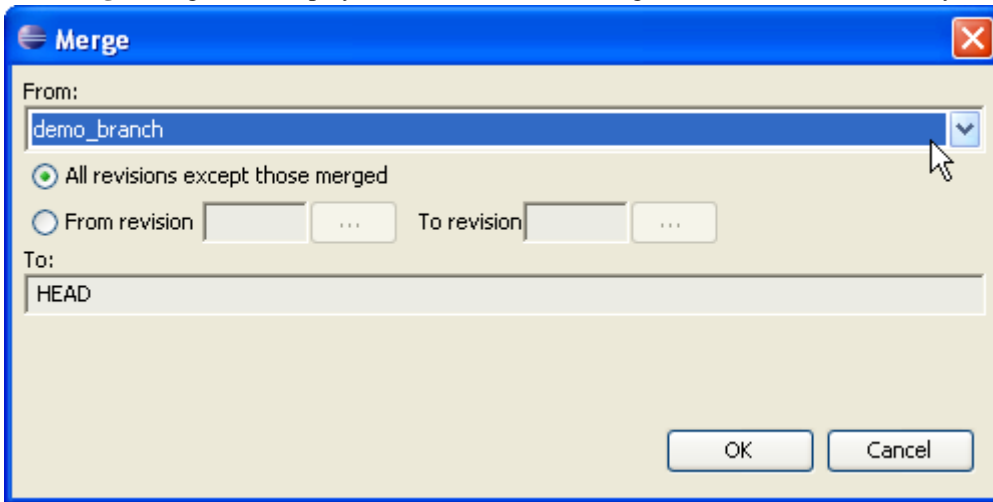 Merge
From:
demo_branch
All revisions except those merged
From revision ... To revision ...
To:
HEAD
OK Cancel